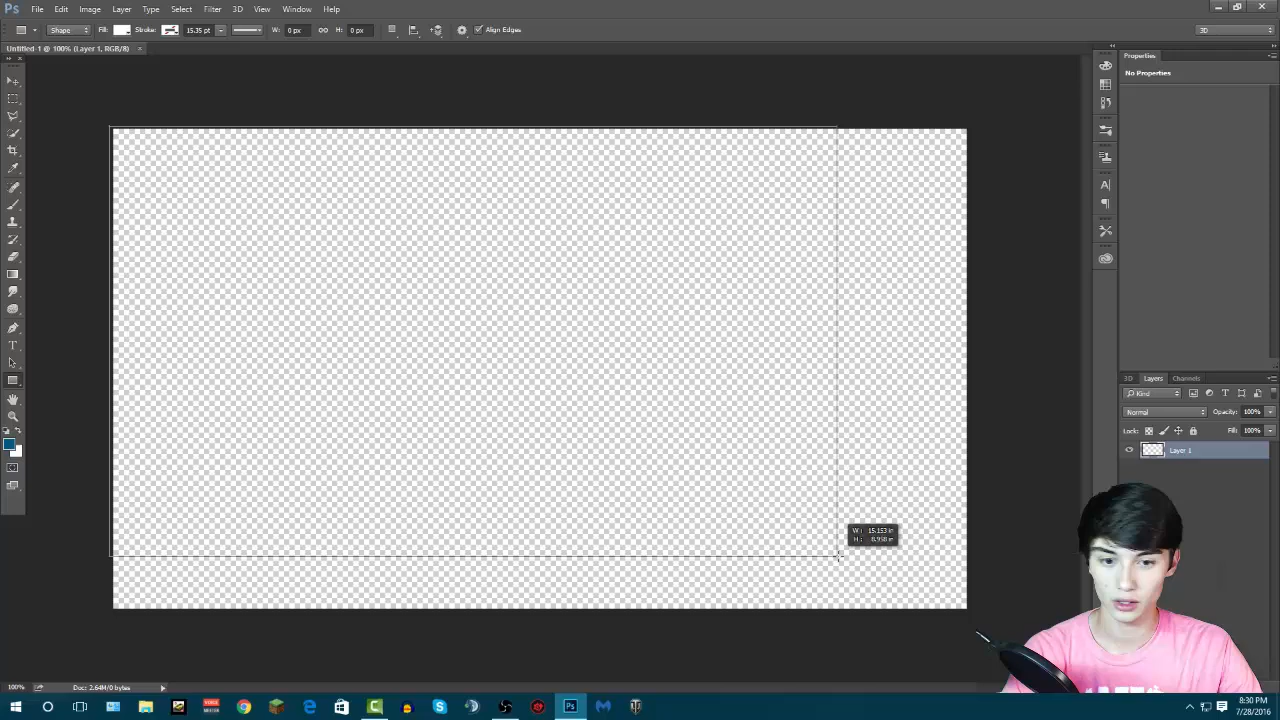 Ps File Edit Image Layer Type Select Filter 3D View Window Help
Shape Fill: Stroke: 15.35 pt W: 0 px H: 0 px Align Edges 3D
Untitled-1 @ 100% (Layer 1, RGB/8)
Properties
No Properties
3D Layers Channels
Kind
Normal Opacity: 100%
Lock: Fill: 100%
Layer 1
W: 15.153 in
H: 8.958 in
100% Doc: 2.64M/0 bytes
8:30 PM
7/28/2016